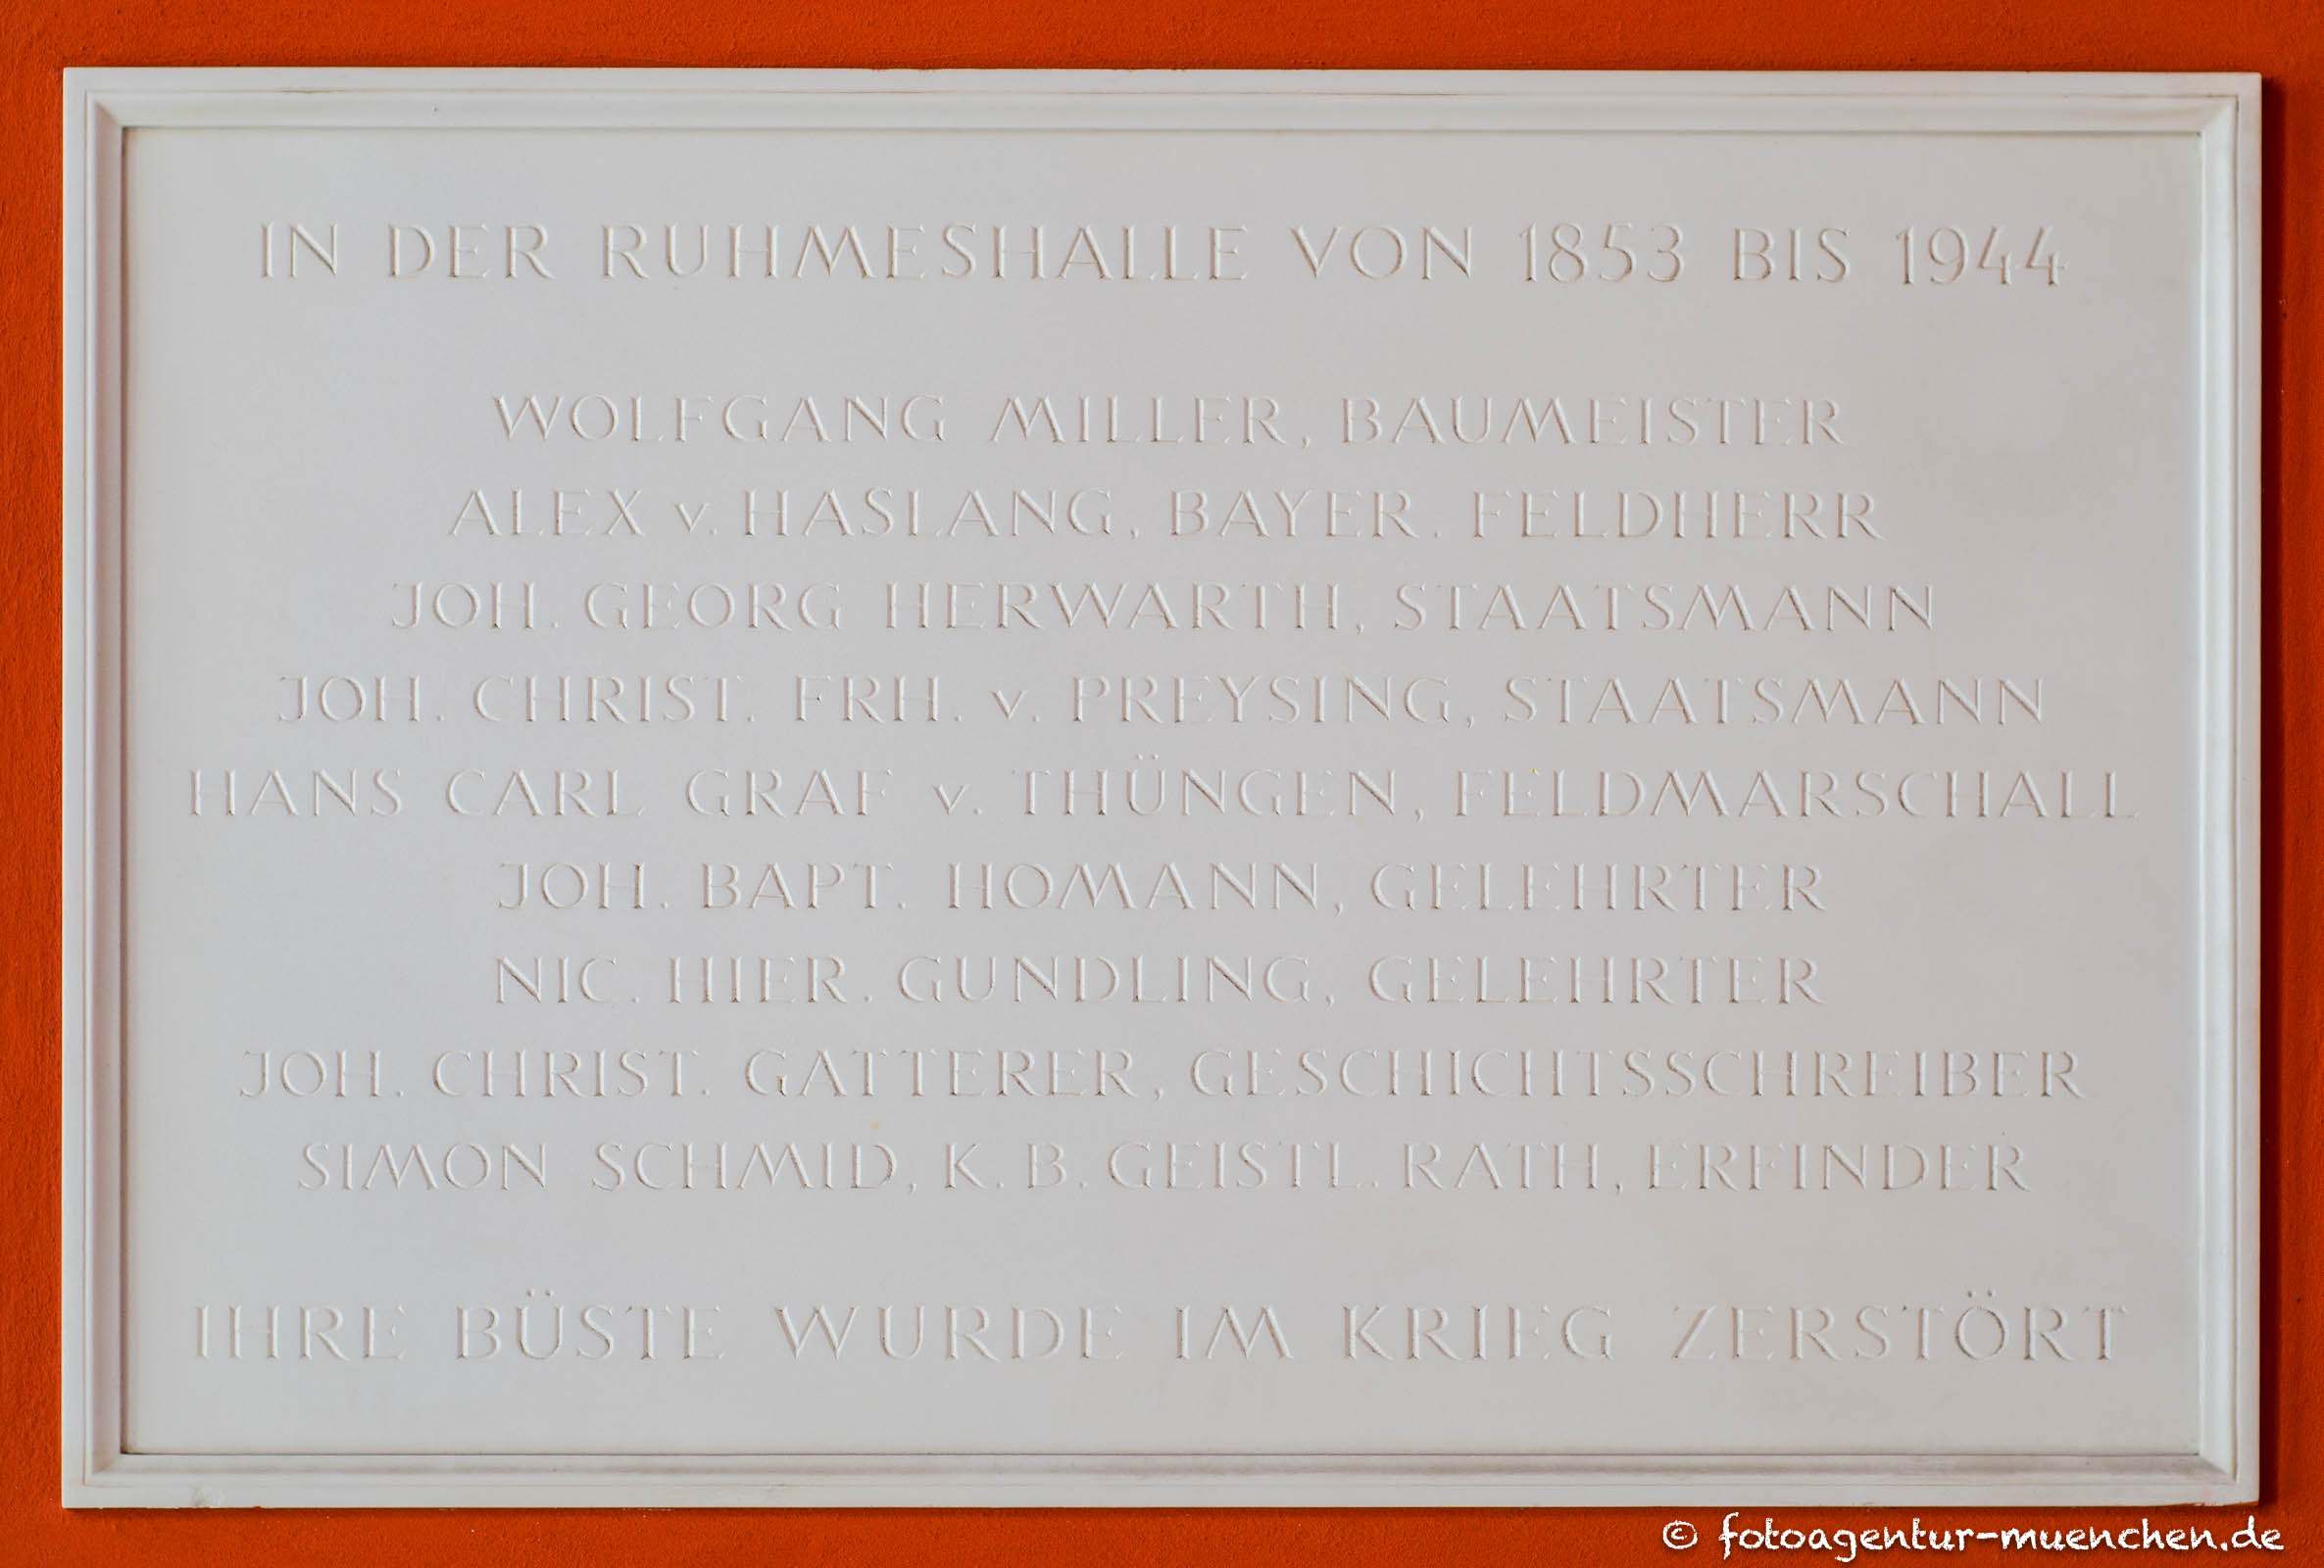 IN DER RUHMESHALLE VON 1853 BIS 1944
WOLFGANG MILLER, BAUMEISTER
ALEX v. HASLANG, BAYER. FELDHERR
JOH. GEORG HERWARTH, STAATSMANN
JOH. CHRIST. FRH. v. PREYSING, STAATSMANN
HANS CARL GRAF v. THÜNGEN, FELDMARSCHALL
JOH. BAPT. HOMANN, GELEHRTER
NIC. HIER. GUNDLING, GELEHRTER
JOH. CHRIST. GATTERER, GESCHICHTSSCHREIBER
SIMON SCHMID, K. B. GEISTL. RATH, ERFINDER
IHRE BÜSTE WURDE IM KRIEG ZERSTÖRT
© fotoagentur-muenchen.de